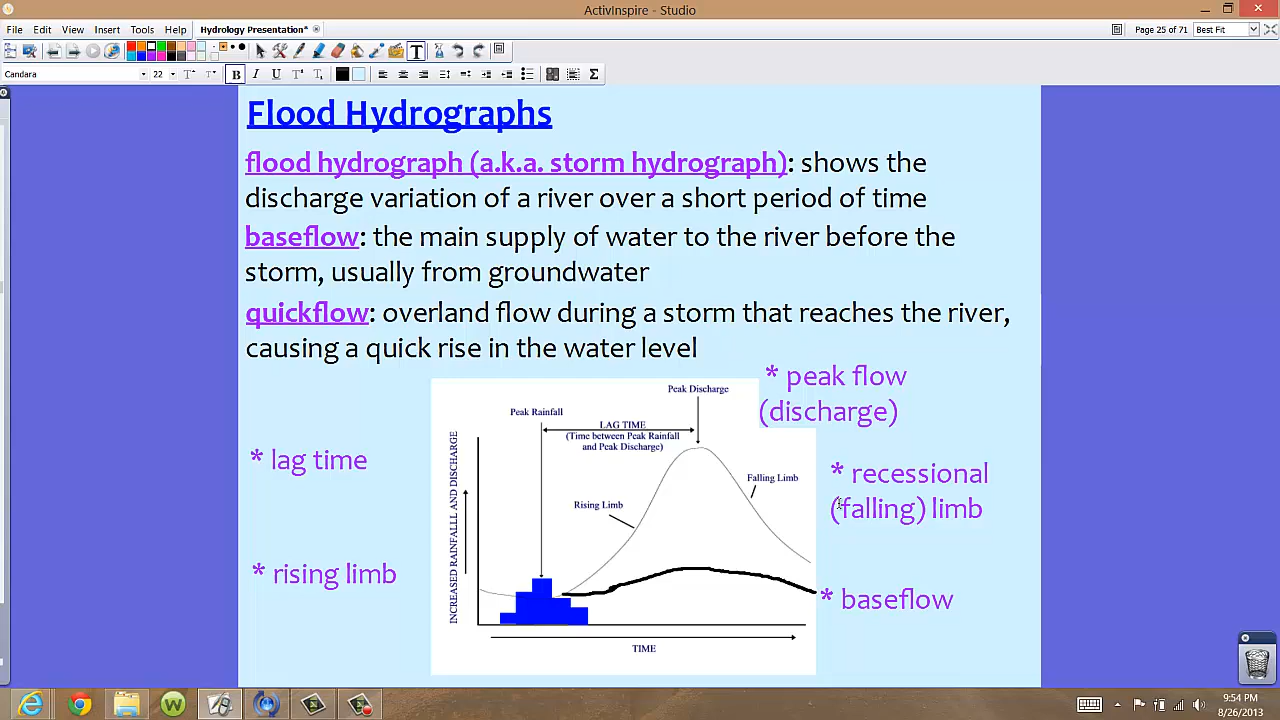 ActivInspire - Studio
File Edit View Insert Tools Help Hydrology Presentation* Page 25 of 71 Best Fit
Candara 22 B I U
Flood Hydrographs
flood hydrograph (a.k.a. storm hydrograph): shows the
discharge variation of a river over a short period of time
baseflow: the main supply of water to the river before the
storm, usually from groundwater
quickflow: overland flow during a storm that reaches the river,
causing a quick rise in the water level
* peak flow
(discharge)
Peak Discharge
Peak Rainfall
LAG TIME
(Time between Peak Rainfall
and Peak Discharge)
* lag time
INCREASED RAINFALLL AND DISCHARGE
Falling Limb
* recessional
(falling) limb
Rising Limb
* rising limb
* baseflow
TIME
9:54 PM
8/26/2013